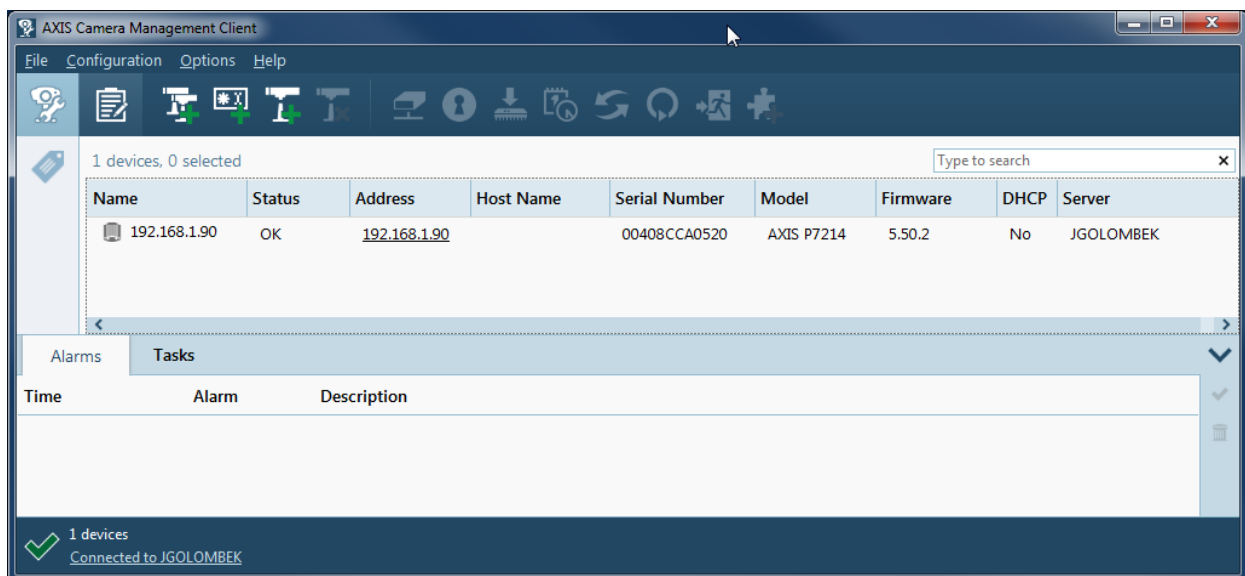 AXIS Camera Management Client
File Configuration Options Help
1 devices, 0 selected
Type to search
Name Status Address Host Name Serial Number Model Firmware DHCP Server
192.168.1.90 OK 192.168.1.90 00408CCA0520 AXIS P7214 5.50.2 No JGOLOMBEK
Alarms Tasks
Time Alarm Description
1 devices
Connected to JGOLOMBEK